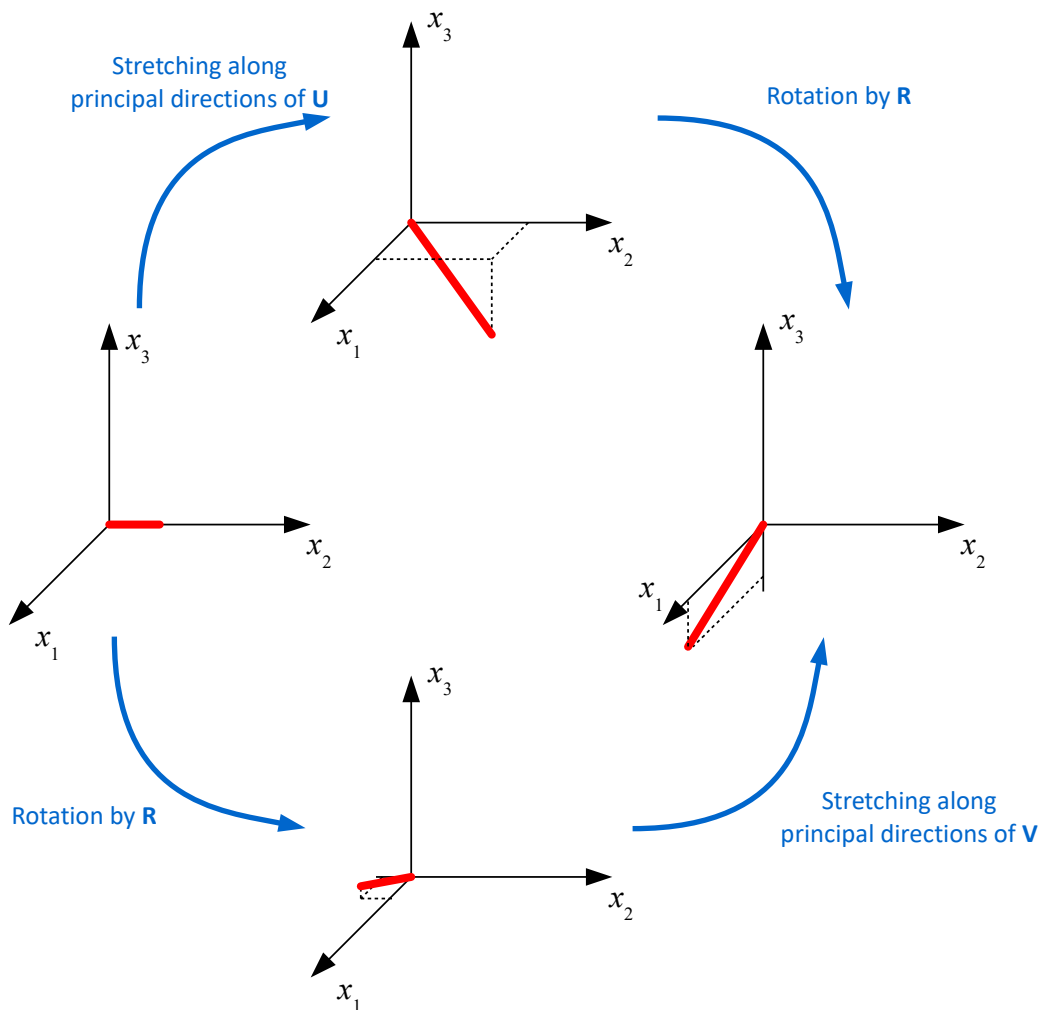 x₃
Stretching along
principal directions of U
Rotation by R
x₂
x₁
x₃
x₃
x₂
x₁
x₂
x₁
x₃
Rotation by R
Stretching along
principal directions of V
x₂
x₁